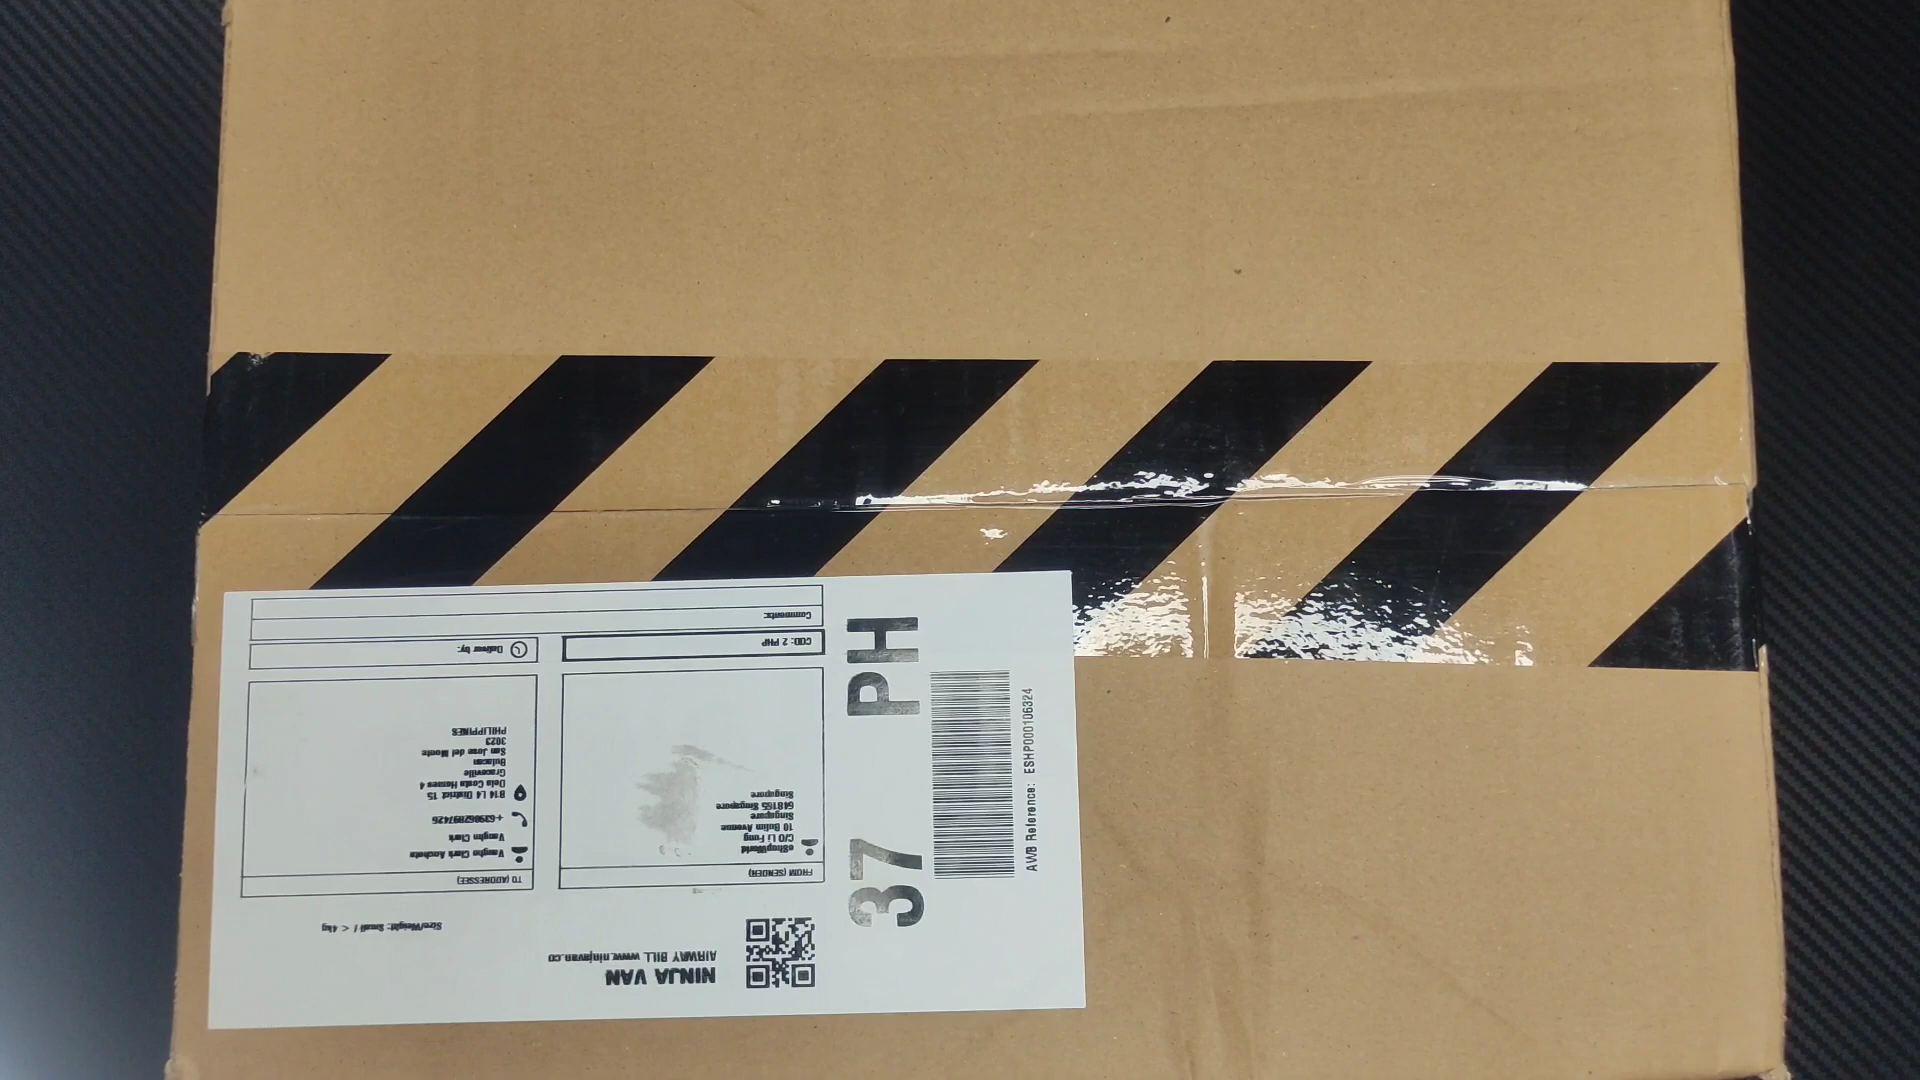 NINJA VAN
AIRWAY BILL www.ninjavan.co
Size/Weight: Small / < 4kg
FROM (SENDER)
eShopWorld
C/O Li Fung
10 Bulim Avenue
Singapore
648165 Singapore
Singapore
TO (ADDRESSEE)
Vaughn Clark Ancheta
Vaughn Clark
+639062897426
B14 L4 District 15
Dela Costa Homes 4
Graceville
Bulacan
San Jose del Monte
3023
PHILIPPINES
COD: 2 PHP
Deliver by:
Comments:
37 PH
AWB Reference: ESHP000106324